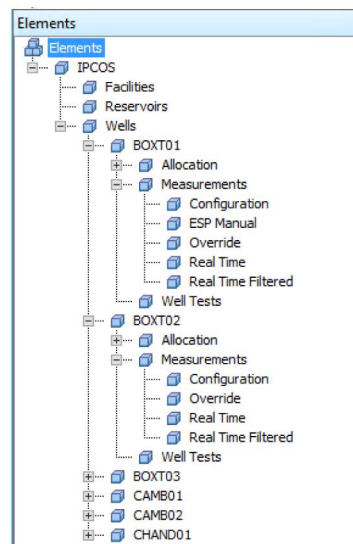 Elements
Elements
IPCOS
Facilities
Reservoirs
Wells
BOXT01
Allocation
Measurements
Configuration
ESP Manual
Override
Real Time
Real Time Filtered
Well Tests
BOXT02
Allocation
Measurements
Configuration
Override
Real Time
Real Time Filtered
Well Tests
BOXT03
CAMB01
CAMB02
CHAND01